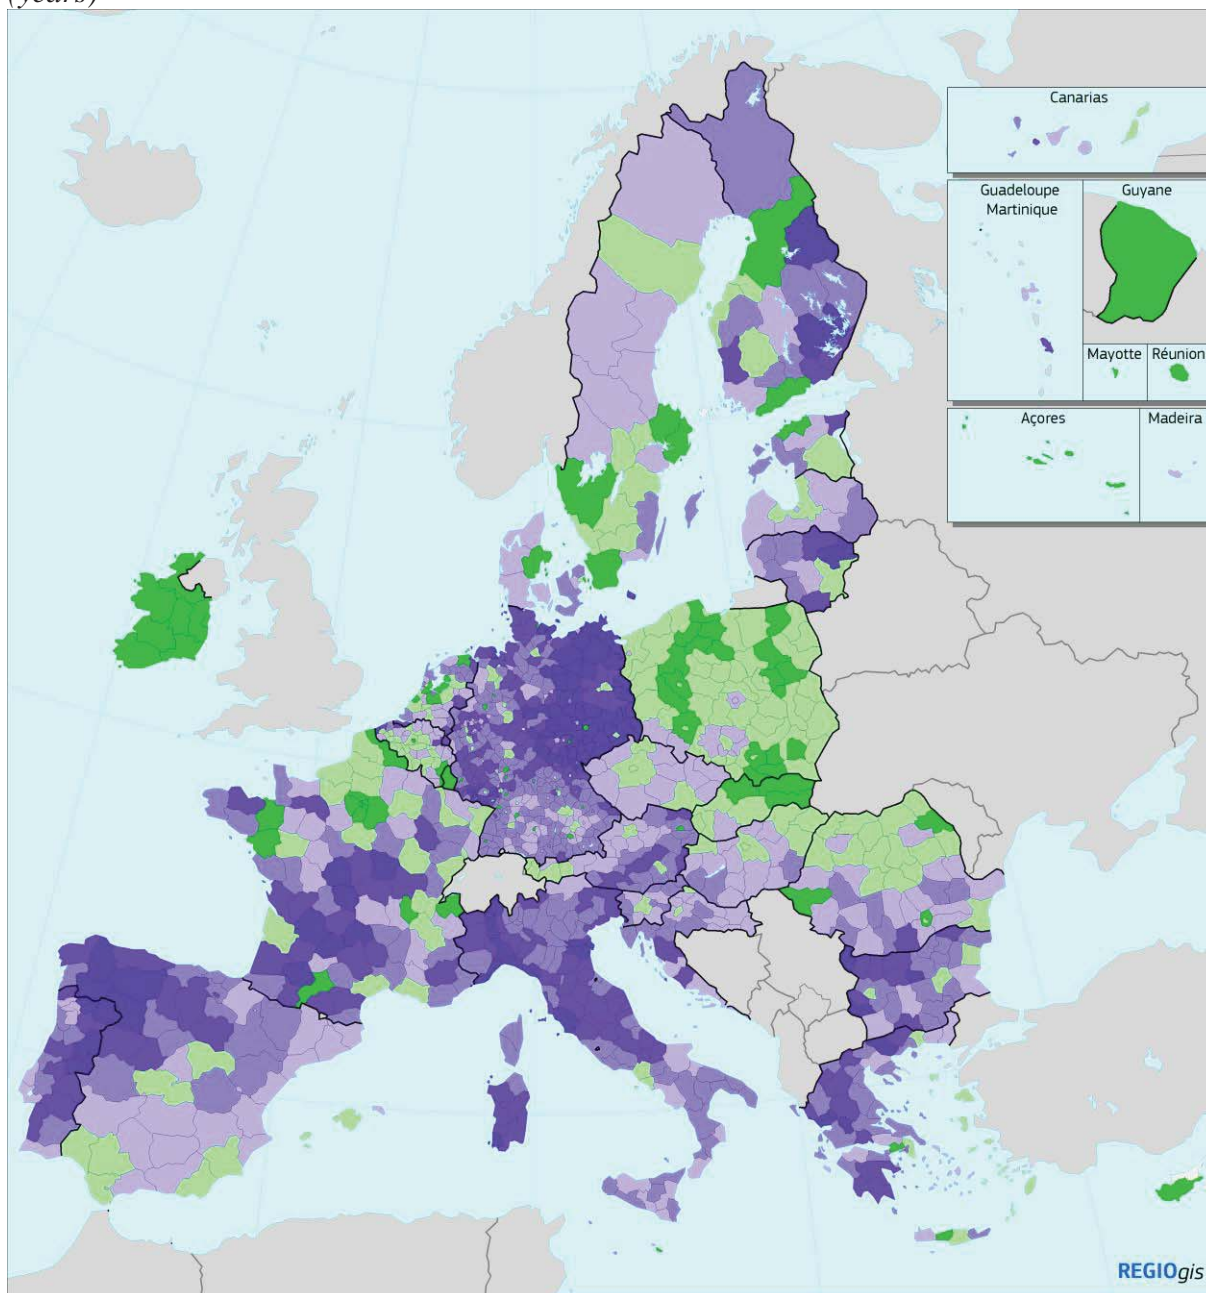 (years)
Canarias
Guadeloupe
Martinique
Guyane
Mayotte
Réunion
Açores
Madeira
REGIOgis